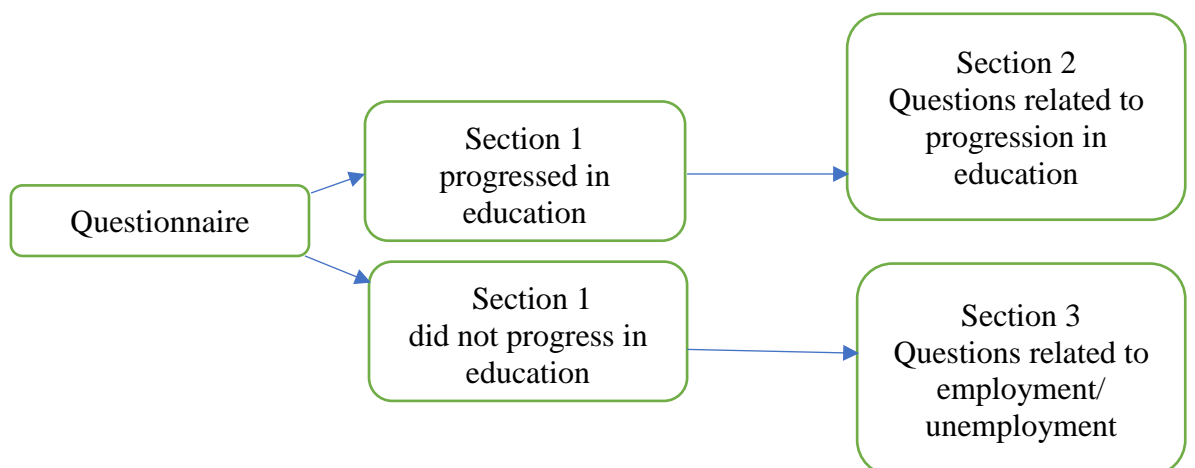 Questionnaire
Section 1
progressed in
education
Section 2
Questions related to
progression in
education
Section 1
did not progress in
education
Section 3
Questions related to
employment/
unemployment